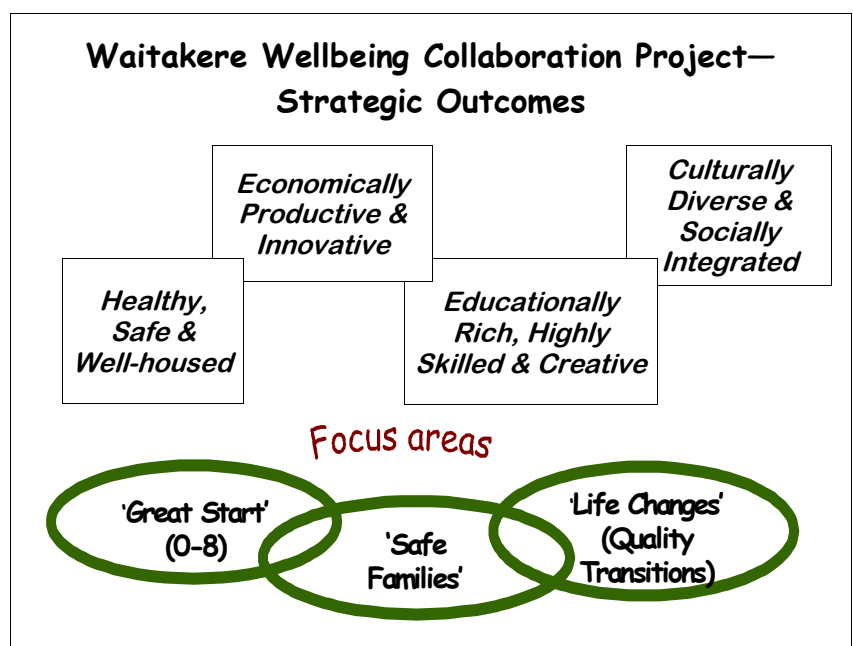 Waitakere Wellbeing Collaboration Project—
Strategic Outcomes
Economically
Productive &
Innovative
Culturally
Diverse &
Socially
Integrated
Healthy,
Safe &
Well-housed
Educationally
Rich, Highly
Skilled & Creative
Focus areas
‘Great Start’
(0-8)
‘Safe
Families’
‘Life Changes’
(Quality
Transitions)